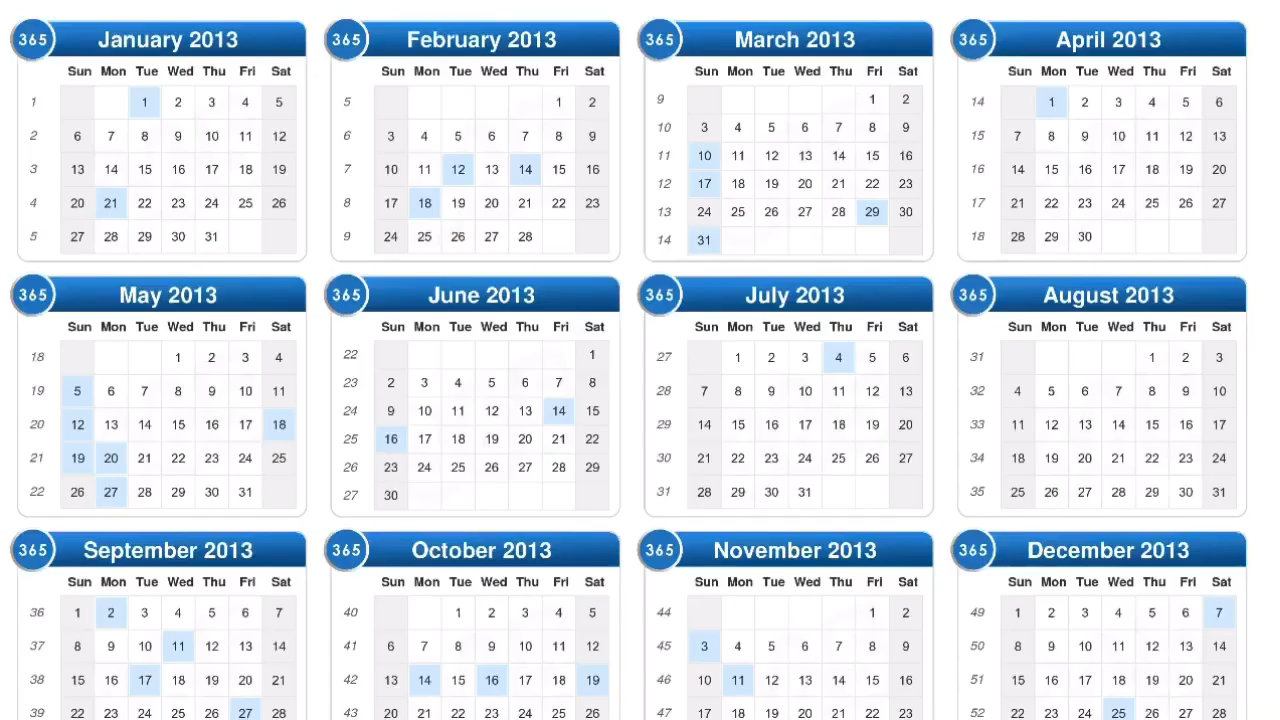 365 January 2013
Sun Mon Tue Wed Thu Fri Sat
1 1 2 3 4 5
2 6 7 8 9 10 11 12
3 13 14 15 16 17 18 19
4 20 21 22 23 24 25 26
5 27 28 29 30 31
365 February 2013
Sun Mon Tue Wed Thu Fri Sat
5 1 2
6 3 4 5 6 7 8 9
7 10 11 12 13 14 15 16
8 17 18 19 20 21 22 23
9 24 25 26 27 28
365 March 2013
Sun Mon Tue Wed Thu Fri Sat
9 1 2
10 3 4 5 6 7 8 9
11 10 11 12 13 14 15 16
12 17 18 19 20 21 22 23
13 24 25 26 27 28 29 30
14 31
365 April 2013
Sun Mon Tue Wed Thu Fri Sat
14 1 2 3 4 5 6
15 7 8 9 10 11 12 13
16 14 15 16 17 18 19 20
17 21 22 23 24 25 26 27
18 28 29 30
365 May 2013
Sun Mon Tue Wed Thu Fri Sat
18 1 2 3 4
19 5 6 7 8 9 10 11
20 12 13 14 15 16 17 18
21 19 20 21 22 23 24 25
22 26 27 28 29 30 31
365 June 2013
Sun Mon Tue Wed Thu Fri Sat
22 1
23 2 3 4 5 6 7 8
24 9 10 11 12 13 14 15
25 16 17 18 19 20 21 22
26 23 24 25 26 27 28 29
27 30
365 July 2013
Sun Mon Tue Wed Thu Fri Sat
27 1 2 3 4 5 6
28 7 8 9 10 11 12 13
29 14 15 16 17 18 19 20
30 21 22 23 24 25 26 27
31 28 29 30 31
365 August 2013
Sun Mon Tue Wed Thu Fri Sat
31 1 2 3
32 4 5 6 7 8 9 10
33 11 12 13 14 15 16 17
34 18 19 20 21 22 23 24
35 25 26 27 28 29 30 31
365 September 2013
Sun Mon Tue Wed Thu Fri Sat
36 1 2 3 4 5 6 7
37 8 9 10 11 12 13 14
38 15 16 17 18 19 20 21
39 22 23 24 25 26 27 28
365 October 2013
Sun Mon Tue Wed Thu Fri Sat
40 1 2 3 4 5
41 6 7 8 9 10 11 12
42 13 14 15 16 17 18 19
43 20 21 22 23 24 25 26
365 November 2013
Sun Mon Tue Wed Thu Fri Sat
44 1 2
45 3 4 5 6 7 8 9
46 10 11 12 13 14 15 16
47 17 18 19 20 21 22 23
365 December 2013
Sun Mon Tue Wed Thu Fri Sat
49 1 2 3 4 5 6 7
50 8 9 10 11 12 13 14
51 15 16 17 18 19 20 21
52 22 23 24 25 26 27 28